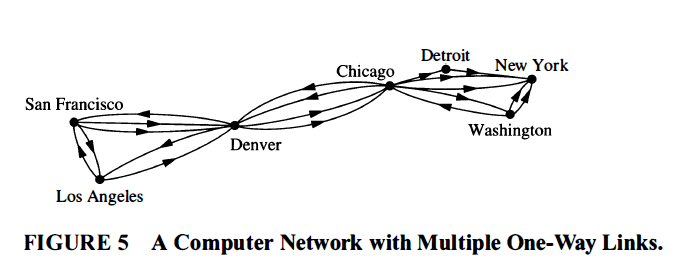 Detroit
New York
Chicago
San Francisco
Washington
Denver
Los Angeles
FIGURE 5 A Computer Network with Multiple One-Way Links.